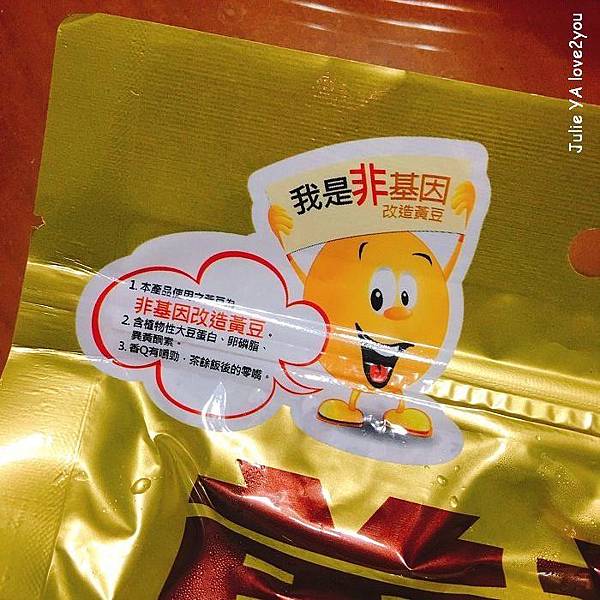 Julie YA love2you
我是非基因
改造黃豆
1. 本產品使用之黃豆為
非基因改造黃豆。
2. 含植物性大豆蛋白、卵磷脂、
異黃酮素。
3. 香Q有嚼勁，茶餘飯後的零嘴。